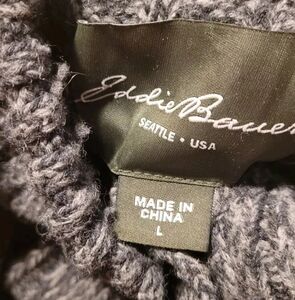 Eddie Bauer
SEATTLE • USA
MADE IN
CHINA
L